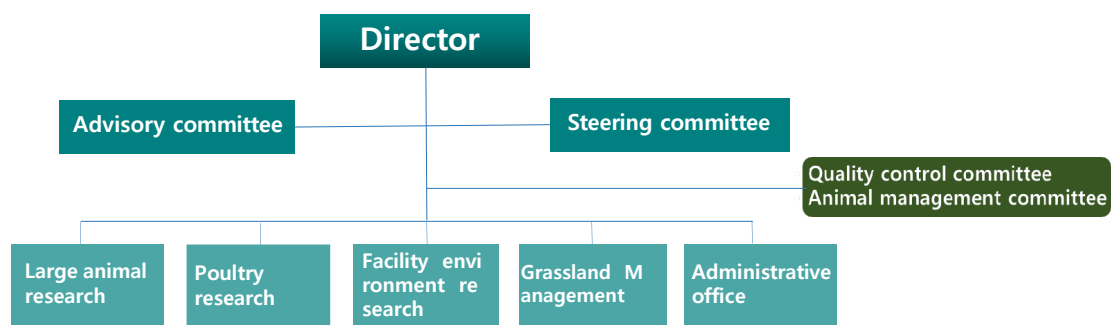 Director
Advisory committee
Steering committee
Quality control committee
Animal management committee
Large animal
research
Poultry
research
Facility envi
ronment re
search
Grassland M
anagement
Administrative
office